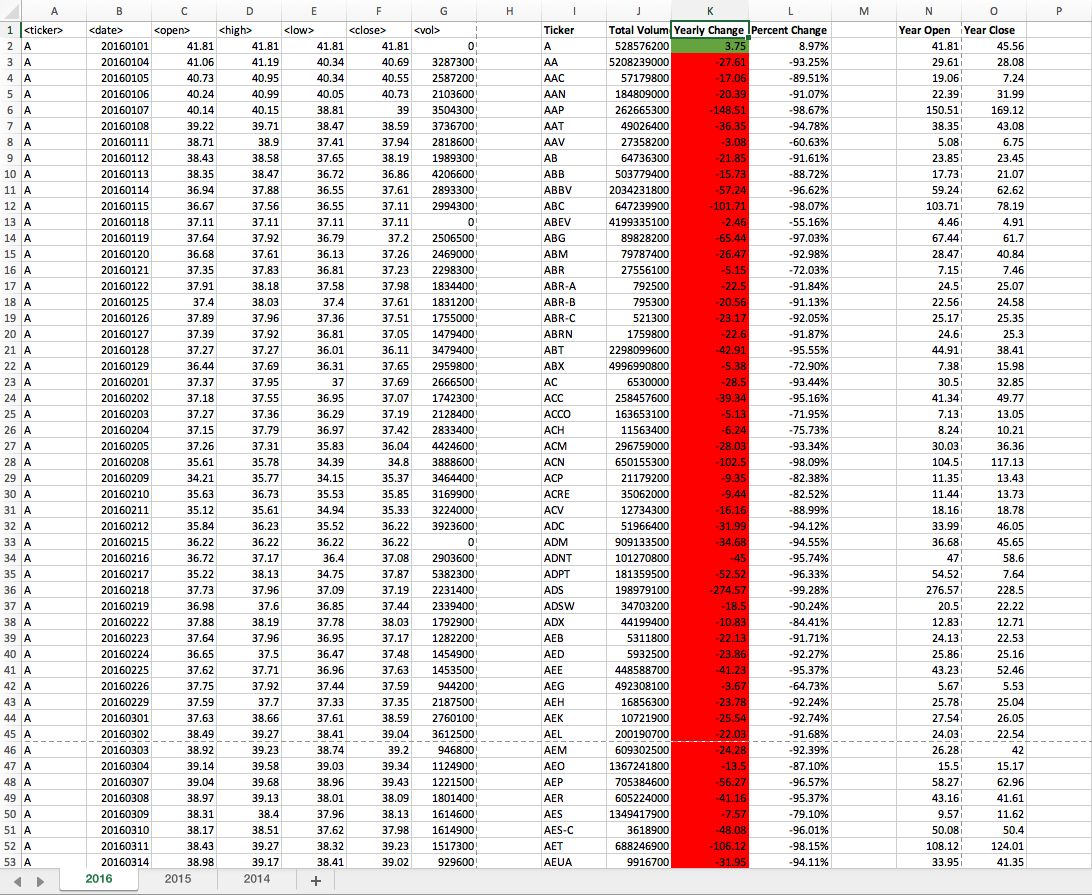 A B C D E F G H I J K L M N O P
1 <ticker> <date> <open> <high> <low> <close> <vol> Ticker Total Volum Yearly Change Percent Change Year Open Year Close
2 A 20160101 41.81 41.81 41.81 41.81 0 A 528576200 3.75 8.97% 41.81 45.56
3 A 20160104 41.06 41.19 40.34 40.69 3287300 AA 5208239000 -27.61 -93.25% 29.61 28.08
4 A 20160105 40.73 40.95 40.34 40.55 2587200 AAC 57179800 -17.06 -89.51% 19.06 7.24
5 A 20160106 40.24 40.99 40.05 40.73 2103600 AAN 184809000 -20.39 -91.07% 22.39 31.99
6 A 20160107 40.14 40.15 38.81 39 3504300 AAP 262665300 -148.51 -98.67% 150.51 169.12
7 A 20160108 39.22 39.71 38.47 38.59 3736700 AAT 49026400 -36.35 -94.78% 38.35 43.08
8 A 20160111 38.71 38.9 37.41 37.94 2818600 AAV 27358200 -3.08 -60.63% 5.08 6.75
9 A 20160112 38.43 38.58 37.65 38.19 1989300 AB 64736300 -21.85 -91.61% 23.85 23.45
10 A 20160113 38.35 38.47 36.72 36.86 4206600 ABB 503779400 -15.73 -88.72% 17.73 21.07
11 A 20160114 36.94 37.88 36.55 37.61 2893300 ABBV 2034231800 -57.24 -96.62% 59.24 62.62
12 A 20160115 36.67 37.56 36.55 37.11 2994300 ABC 647239900 -101.71 -98.07% 103.71 78.19
13 A 20160118 37.11 37.11 37.11 37.11 0 ABEV 4199335100 -2.46 -55.16% 4.46 4.91
14 A 20160119 37.64 37.92 36.79 37.2 2506500 ABG 89828200 -65.44 -97.03% 67.44 61.7
15 A 20160120 36.68 37.61 36.13 37.26 2469000 ABM 79787400 -26.47 -92.98% 28.47 40.84
16 A 20160121 37.35 37.83 36.81 37.23 2298300 ABR 27556100 -5.15 -72.03% 7.15 7.46
17 A 20160122 37.91 38.18 37.58 37.98 1834400 ABR-A 792500 -22.5 -91.84% 24.5 25.07
18 A 20160125 37.4 38.03 37.4 37.61 1831200 ABR-B 795300 -20.56 -91.13% 22.56 24.58
19 A 20160126 37.89 37.96 37.36 37.51 1755000 ABR-C 521300 -23.17 -92.05% 25.17 25.35
20 A 20160127 37.39 37.92 36.81 37.05 1479400 ABRN 1759800 -22.6 -91.87% 24.6 25.3
21 A 20160128 37.27 37.27 36.01 36.11 3479400 ABT 2298099600 -42.91 -95.55% 44.91 38.41
22 A 20160129 36.44 37.69 36.31 37.65 2959800 ABX 4996990800 -5.38 -72.90% 7.38 15.98
23 A 20160201 37.37 37.95 37 37.69 2666500 AC 6530000 -28.5 -93.44% 30.5 32.85
24 A 20160202 37.18 37.55 36.95 37.07 1742300 ACC 258457600 -39.34 -95.16% 41.34 49.77
25 A 20160203 37.27 37.36 36.29 37.19 2128400 ACCO 163653100 -5.13 -71.95% 7.13 13.05
26 A 20160204 37.15 37.79 36.97 37.42 2833400 ACH 11563400 -6.24 -75.73% 8.24 10.21
27 A 20160205 37.26 37.31 35.83 36.04 4424600 ACM 296759000 -28.03 -93.34% 30.03 36.36
28 A 20160208 35.61 35.78 34.39 34.8 3888600 ACN 650155300 -102.5 -98.09% 104.5 117.13
29 A 20160209 34.21 35.77 34.15 35.37 3464400 ACP 21179200 -9.35 -82.38% 11.35 13.43
30 A 20160210 35.63 36.73 35.53 35.85 3169900 ACRE 35062000 -9.44 -82.52% 11.44 13.73
31 A 20160211 35.12 35.61 34.94 35.33 3224000 ACV 12734300 -16.16 -88.99% 18.16 18.78
32 A 20160212 35.84 36.23 35.52 36.22 3923600 ADC 51966400 -31.99 -94.12% 33.99 46.05
33 A 20160215 36.22 36.22 36.22 36.22 0 ADM 909133500 -34.68 -94.55% 36.68 45.65
34 A 20160216 36.72 37.17 36.4 37.08 2903600 ADNT 101270800 -45 -95.74% 47 58.6
35 A 20160217 35.22 38.13 34.75 37.87 5382300 ADPT 181359500 -52.52 -96.33% 54.52 7.64
36 A 20160218 37.73 37.96 37.09 37.19 2231400 ADS 198979100 -274.57 -99.28% 276.57 228.5
37 A 20160219 36.98 37.6 36.85 37.44 2339400 ADSW 34703200 -18.5 -90.24% 20.5 22.22
38 A 20160222 37.88 38.19 37.78 38.03 1792900 ADX 44199400 -10.83 -84.41% 12.83 12.71
39 A 20160223 37.64 37.96 36.95 37.17 1282200 AEB 5311800 -22.13 -91.71% 24.13 22.53
40 A 20160224 36.65 37.5 36.47 37.48 1454900 AED 5932500 -23.86 -92.27% 25.86 25.16
41 A 20160225 37.62 37.71 36.96 37.63 1453500 AEE 448588700 -41.23 -95.37% 43.23 52.46
42 A 20160226 37.75 37.92 37.44 37.59 944200 AEG 492308100 -3.67 -64.73% 5.67 5.53
43 A 20160229 37.59 37.7 37.33 37.35 2187500 AEH 16856300 -23.78 -92.24% 25.78 25.04
44 A 20160301 37.63 38.66 37.61 38.59 2760100 AEK 10721900 -25.54 -92.74% 27.54 26.05
45 A 20160302 38.49 39.27 38.41 39.04 3612500 AEL 200190700 -22.03 -91.68% 24.03 22.54
46 A 20160303 38.92 39.23 38.74 39.2 946800 AEM 609302500 -24.28 -92.39% 26.28 42
47 A 20160304 39.14 39.58 39.03 39.34 1124900 AEO 1367241800 -13.5 -87.10% 15.5 15.17
48 A 20160307 39.04 39.68 38.96 39.43 1221500 AEP 705384600 -56.27 -96.57% 58.27 62.96
49 A 20160308 38.97 39.13 38.01 38.09 1801400 AER 605224000 -41.16 -95.37% 43.16 41.61
50 A 20160309 38.31 38.4 37.96 38.13 1614600 AES 1349417900 -7.57 -79.10% 9.57 11.62
51 A 20160310 38.17 38.51 37.62 37.98 1614900 AES-C 3618900 -48.08 -96.01% 50.08 50.4
52 A 20160311 38.43 39.27 38.32 39.23 1517300 AET 688246900 -106.12 -98.15% 108.12 124.01
53 A 20160314 38.98 39.17 38.41 39.02 929600 AEUA 9916700 -31.95 -94.11% 33.95 41.35
2016 2015 2014 +